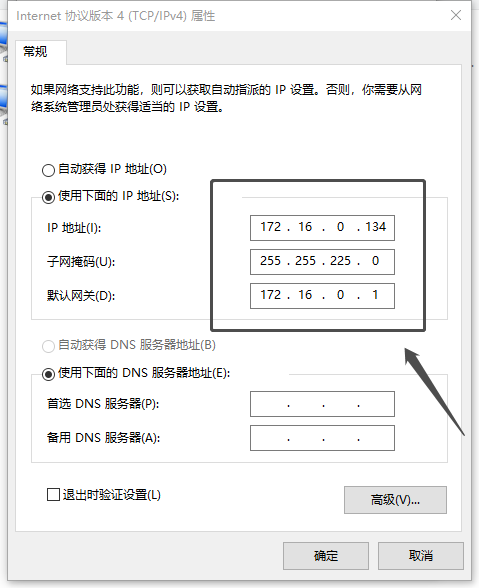 Internet 协议版本 4 (TCP/IPv4) 属性
常规
如果网络支持此功能，则可以获取自动指派的 IP 设置。否则，你需要从网
络系统管理员处获得适当的 IP 设置。
自动获得 IP 地址(O)
使用下面的 IP 地址(S):
IP 地址(I): 172 . 16 . 0 . 134
子网掩码(U): 255 . 255 . 225 . 0
默认网关(D): 172 . 16 . 0 . 1
自动获得 DNS 服务器地址(B)
使用下面的 DNS 服务器地址(E):
首选 DNS 服务器(P): . . .
备用 DNS 服务器(A): . . .
退出时验证设置(L)
高级(V)...
确定 取消